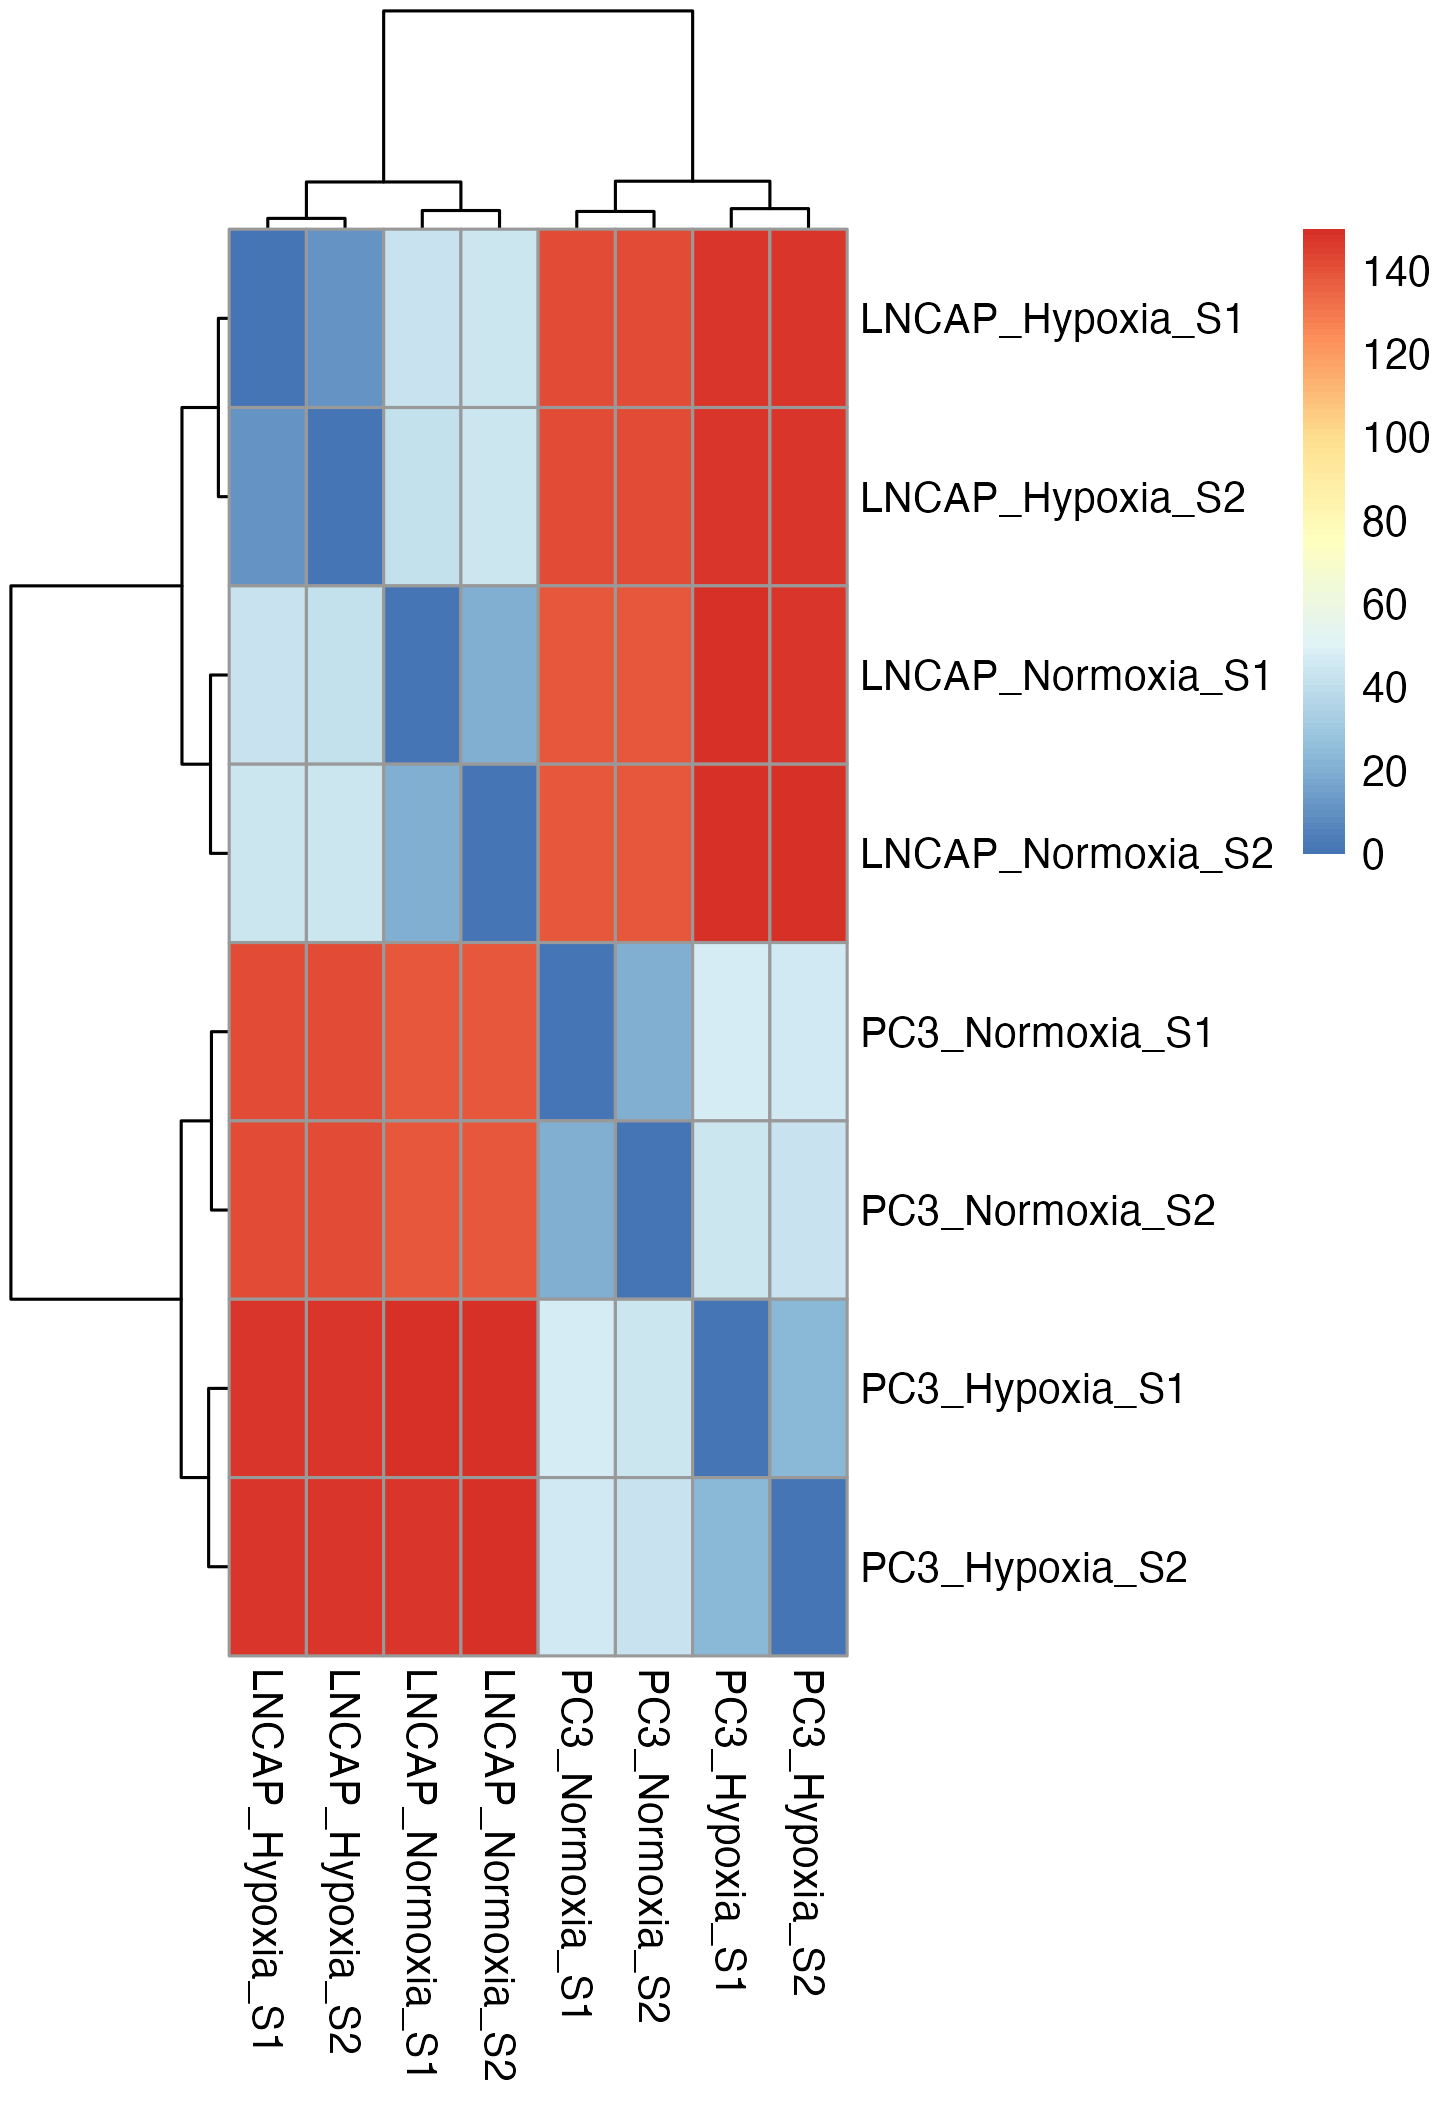 LNCAP_Hypoxia_S1
LNCAP_Hypoxia_S2
LNCAP_Normoxia_S1
LNCAP_Normoxia_S2
PC3_Normoxia_S1
PC3_Normoxia_S2
PC3_Hypoxia_S1
PC3_Hypoxia_S2
140
120
100
80
60
40
20
0
LNCAP_Hypoxia_S1
LNCAP_Hypoxia_S2
LNCAP_Normoxia_S1
LNCAP_Normoxia_S2
PC3_Normoxia_S1
PC3_Normoxia_S2
PC3_Hypoxia_S1
PC3_Hypoxia_S2